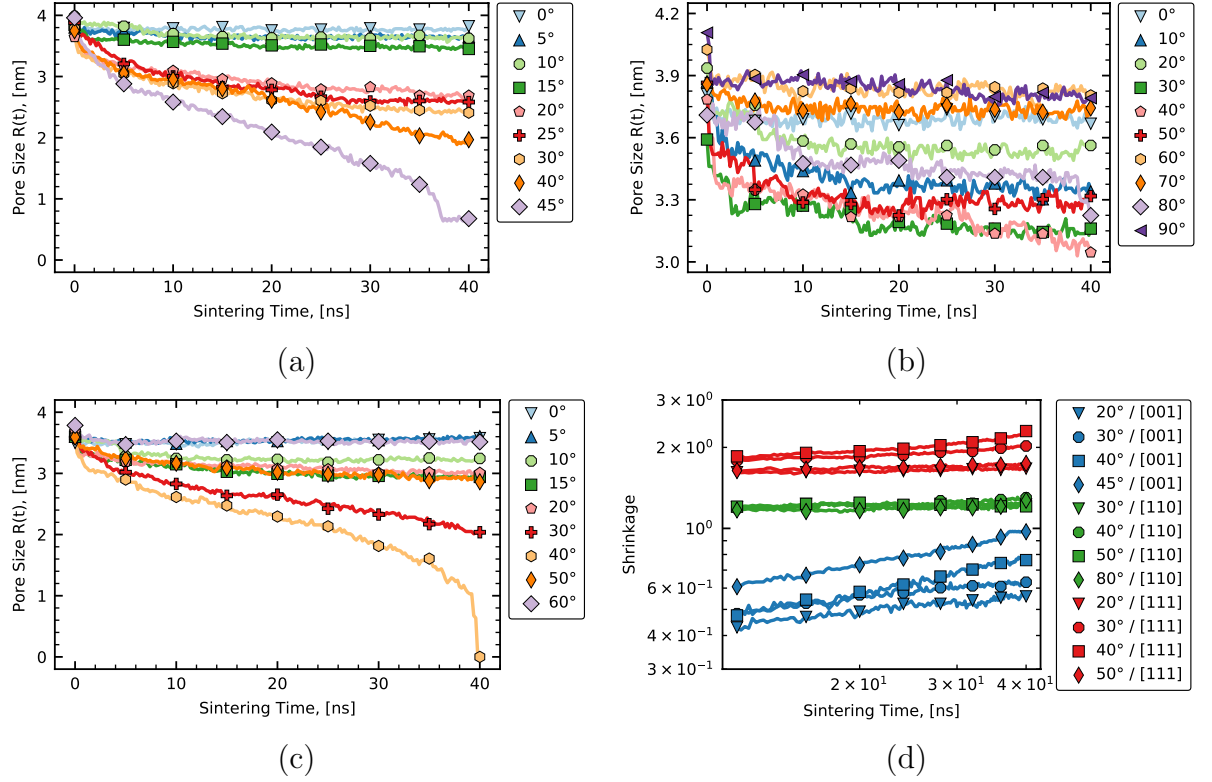 Pore Size R(t), [nm]
4
3
2
1
0
0
10
20
30
40
Sintering Time, [ns]
0°
5°
10°
15°
20°
25°
30°
40°
45°
(a)
Pore Size R(t), [nm]
4.2
3.9
3.6
3.3
3.0
0
10
20
30
40
Sintering Time, [ns]
0°
10°
20°
30°
40°
50°
60°
70°
80°
90°
(b)
Pore Size R(t), [nm]
4
3
2
1
0
0
10
20
30
40
Sintering Time, [ns]
0°
5°
10°
15°
20°
30°
40°
50°
60°
(c)
Shrinkage
3 × 10⁰
2 × 10⁰
10⁰
6 × 10⁻¹
4 × 10⁻¹
3 × 10⁻¹
2 × 10¹
3 × 10¹
4 × 10¹
Sintering Time, [ns]
20° / [001]
30° / [001]
40° / [001]
45° / [001]
30° / [110]
40° / [110]
50° / [110]
80° / [110]
20° / [111]
30° / [111]
40° / [111]
50° / [111]
(d)